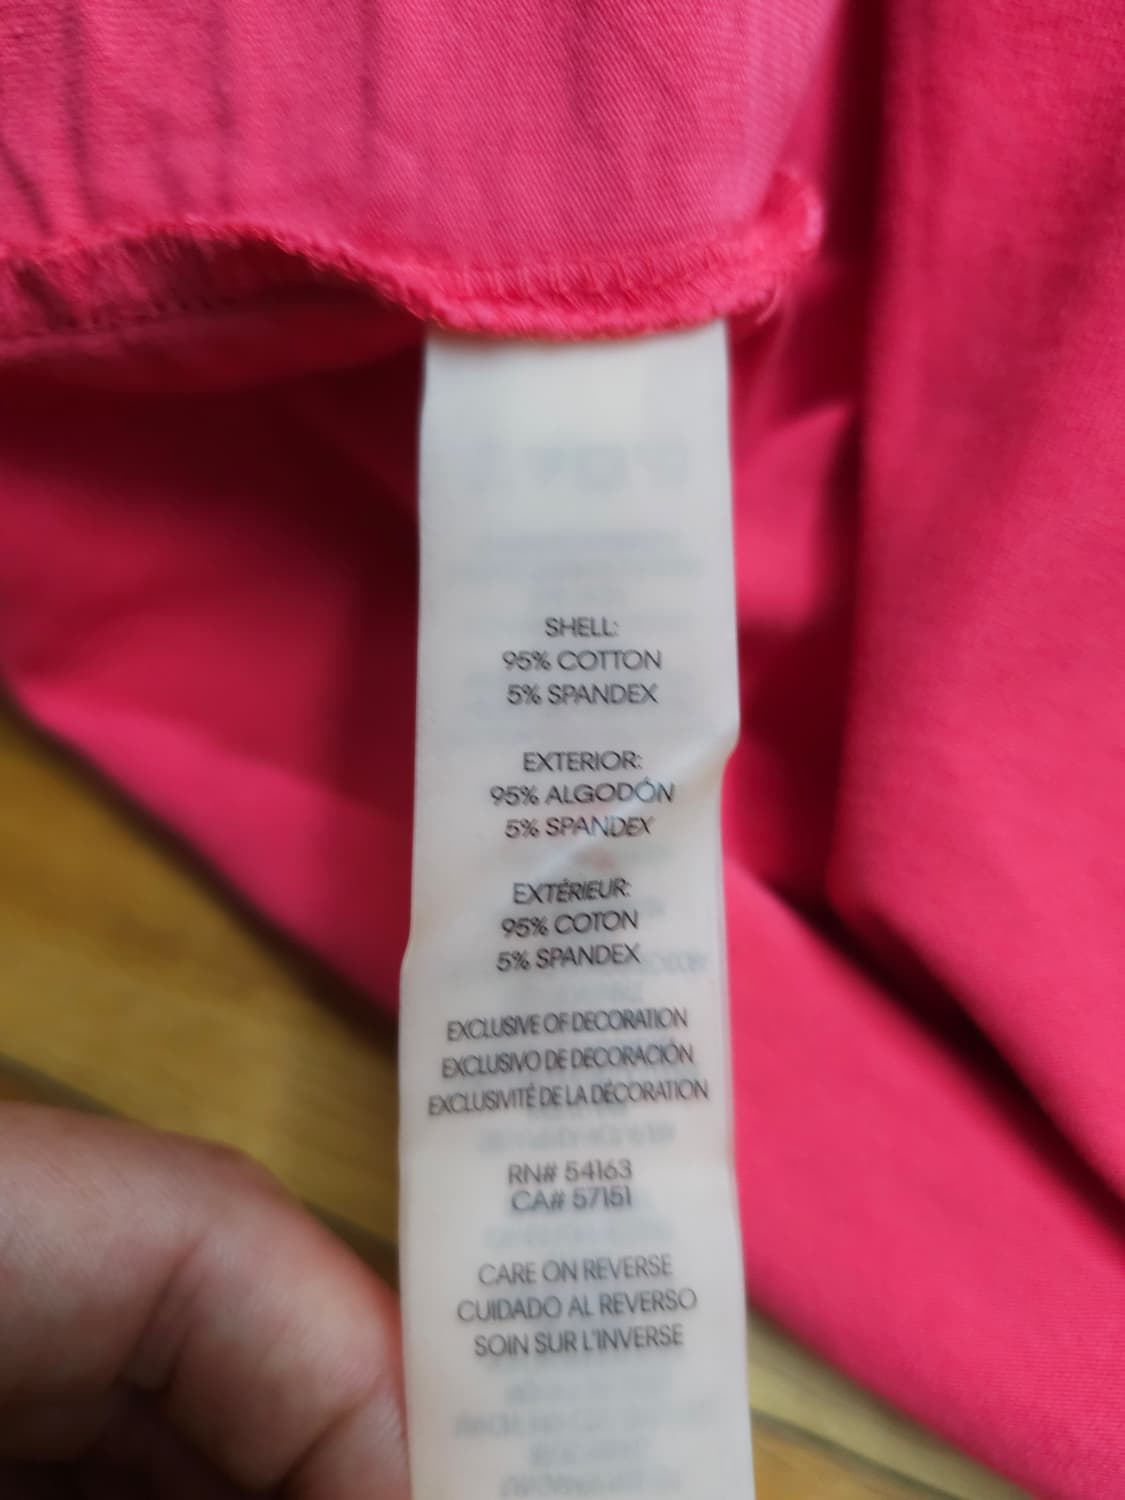 SHELL:
95% COTTON
5% SPANDEX
EXTERIOR:
95% ALGODÓN
5% SPANDEX
EXTÉRIEUR:
95% COTON
5% SPANDEX
EXCLUSIVE OF DECORATION
EXCLUSIVO DE DECORACIÓN
EXCLUSIVITÉ DE LA DÉCORATION
RN# 54163
CA# 57151
CARE ON REVERSE
CUIDADO AL REVERSO
SOIN SUR L'INVERSE